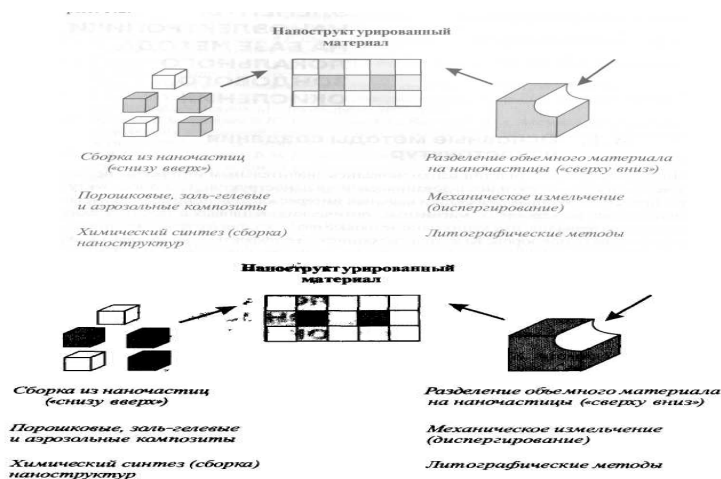 Наноструктурированный
материал
Сборка из наночастиц
(«снизу вверх»)
Порошковые, золь-гелевые
и аэрозольные композиты
Химический синтез (сборка)
наноструктур
Разделение объемного материала
на наночастицы («сверху вниз»)
Механическое измельчение
(диспергирование)
Литографические методы
Наноструктурированный
материал
Сборка из наночастиц
(«снизу вверх»)
Порошковые, золь-гелевые
и аэрозольные композиты
Химический синтез (сборка)
наноструктур
Разделение объемного материала
на наночастицы («сверху вниз»)
Механическое измельчение
(диспергирование)
Литографические методы